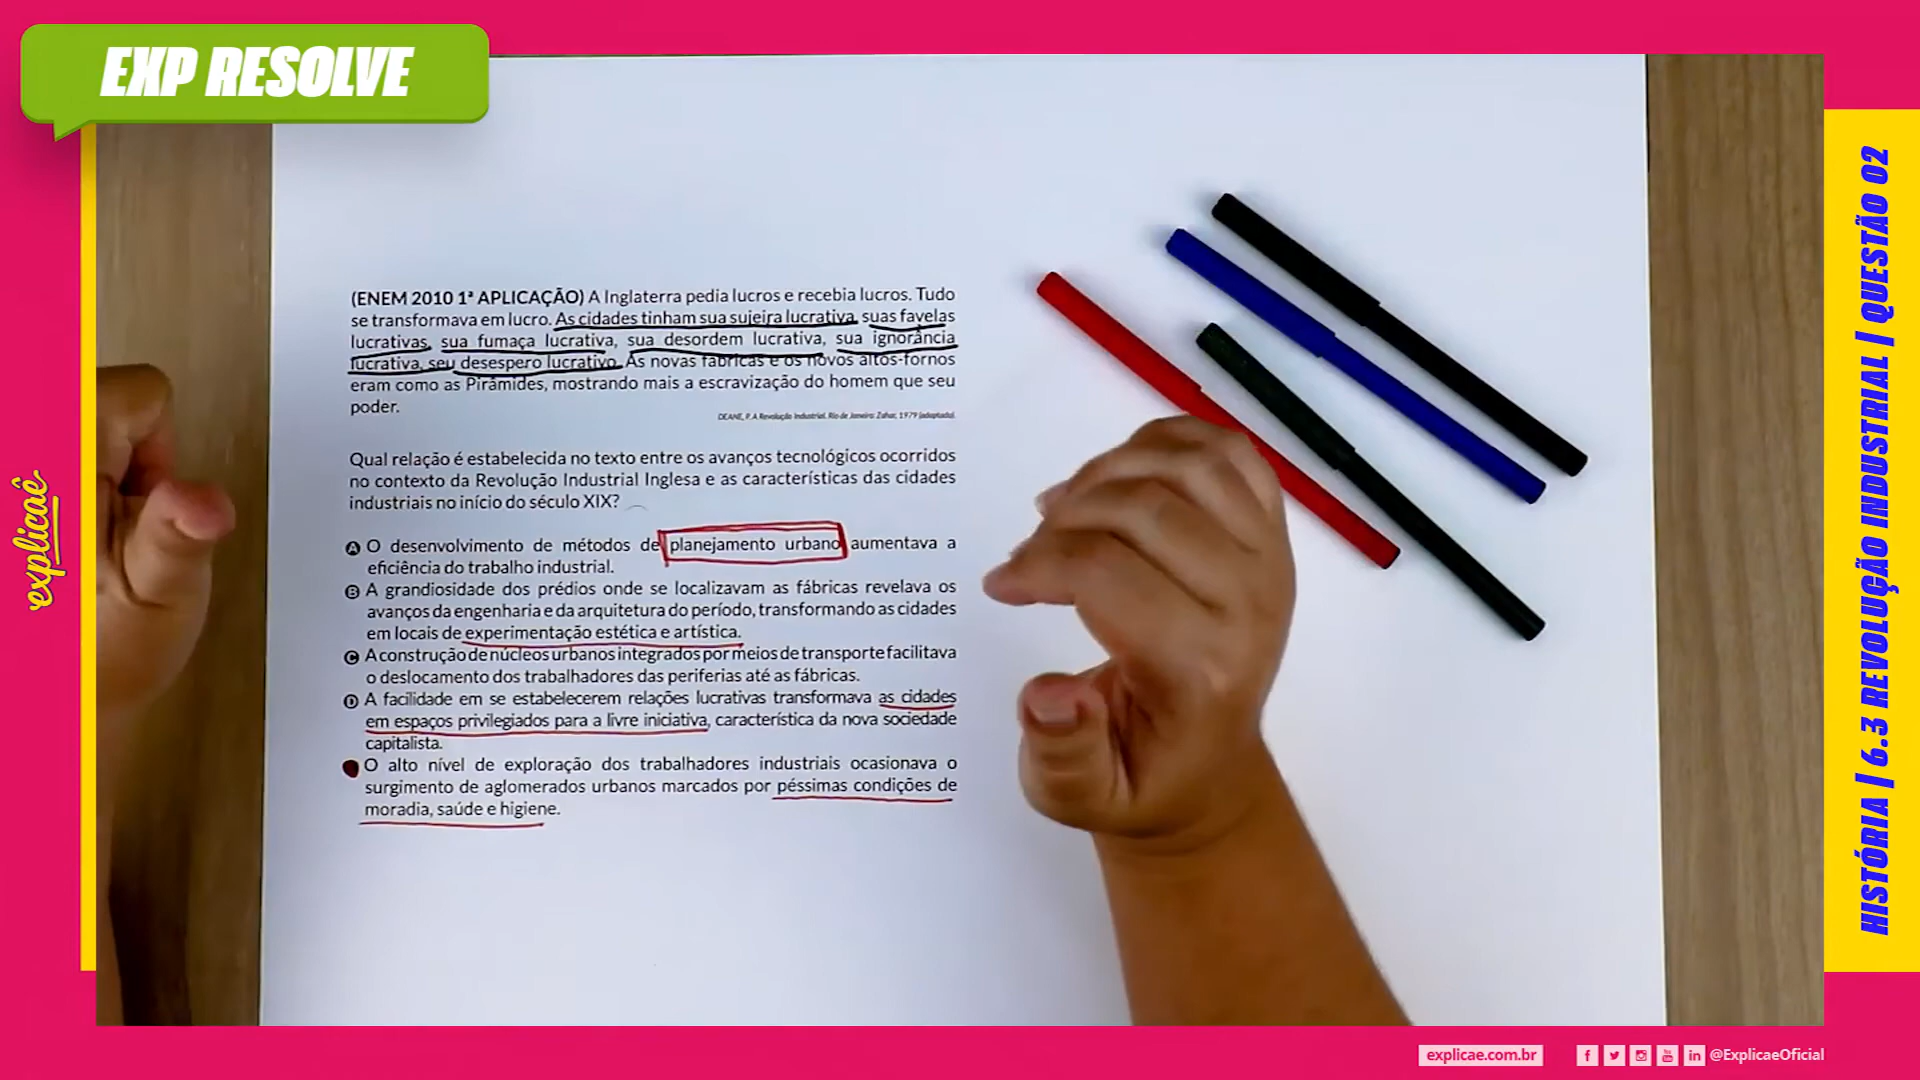 EXP RESOLVE
(ENEM 2010 1ª APLICAÇÃO) A Inglaterra pedia lucros e recebia lucros. Tudo
se transformava em lucro. As cidades tinham sua sujeira lucrativa, suas favelas
lucrativas, sua fumaça lucrativa, sua desordem lucrativa, sua ignorância
lucrativa, seu desespero lucrativo. As novas fábricas e os novos altos-fornos
eram como as Pirâmides, mostrando mais a escravização do homem que seu
poder.
DEANE, P. A Revolução Industrial. Rio de Janeiro: Zahar, 1979 (adaptado).
Qual relação é estabelecida no texto entre os avanços tecnológicos ocorridos
no contexto da Revolução Industrial Inglesa e as características das cidades
industriais no início do século XIX?
A O desenvolvimento de métodos de planejamento urbano aumentava a
eficiência do trabalho industrial.
B A grandiosidade dos prédios onde se localizavam as fábricas revelava os
avanços da engenharia e da arquitetura do período, transformando as cidades
em locais de experimentação estética e artística.
C A construção de núcleos urbanos integrados por meios de transporte facilitava
o deslocamento dos trabalhadores das periferias até as fábricas.
D A facilidade em se estabelecerem relações lucrativas transformava as cidades
em espaços privilegiados para a livre iniciativa, característica da nova sociedade
capitalista.
O alto nível de exploração dos trabalhadores industriais ocasionava o
surgimento de aglomerados urbanos marcados por péssimas condições de
moradia, saúde e higiene.
explicaê
HISTÓRIA | 6.3 REVOLUÇÃO INDUSTRIAL | QUESTÃO 02
explicae.com.br
@ExplicaeOficial